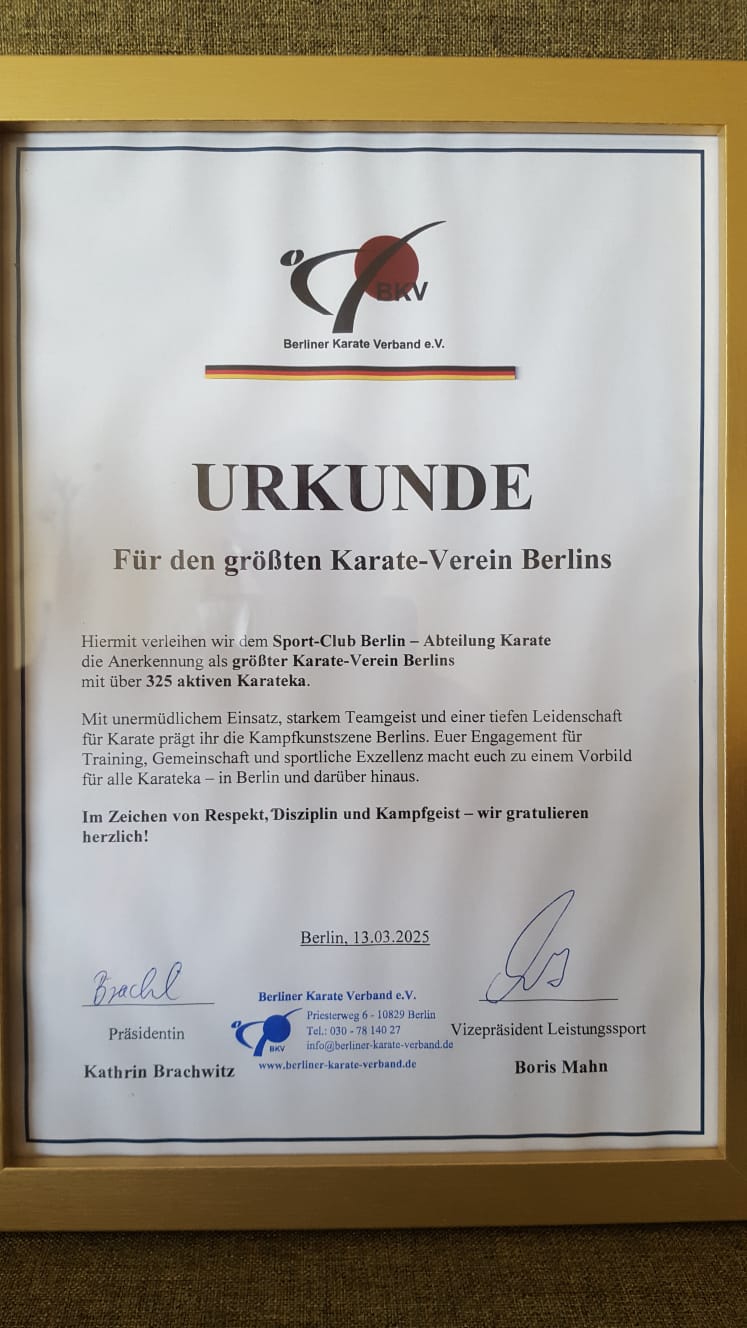 BKV
Berliner Karate Verband e.V.
URKUNDE
Für den größten Karate-Verein Berlins
Hiermit verleihen wir dem Sport-Club Berlin – Abteilung Karate
die Anerkennung als größter Karate-Verein Berlins
mit über 325 aktiven Karateka.
Mit unermüdlichem Einsatz, starkem Teamgeist und einer tiefen Leidenschaft
für Karate prägt ihr die Kampfkunstszene Berlins. Euer Engagement für
Training, Gemeinschaft und sportliche Exzellenz macht euch zu einem Vorbild
für alle Karateka – in Berlin und darüber hinaus.
Im Zeichen von Respekt, Disziplin und Kampfgeist – wir gratulieren
herzlich!
Berlin, 13.03.2025
Präsidentin
Kathrin Brachwitz
Berliner Karate Verband e.V.
Priesterweg 6 - 10829 Berlin
Tel.: 030 - 78 140 27
info@berliner-karate-verband.de
BKV
www.berliner-karate-verband.de
Vizepräsident Leistungssport
Boris Mahn